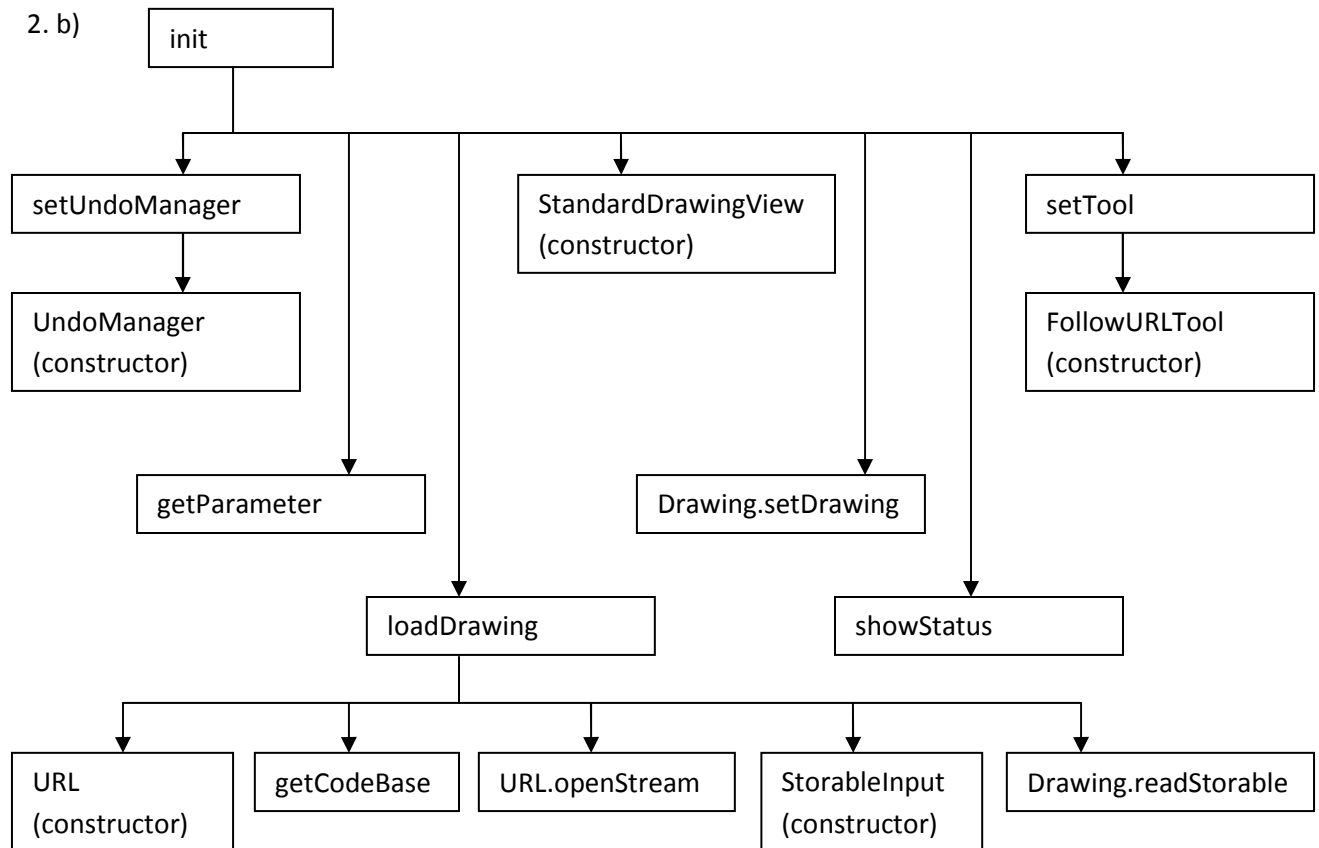 2. b)
init
setUndoManager
StandardDrawingView
(constructor)
setTool
UndoManager
(constructor)
FollowURLTool
(constructor)
getParameter
Drawing.setDrawing
loadDrawing
showStatus
URL
(constructor)
getCodeBase
URL.openStream
StorableInput
(constructor)
Drawing.readStorable